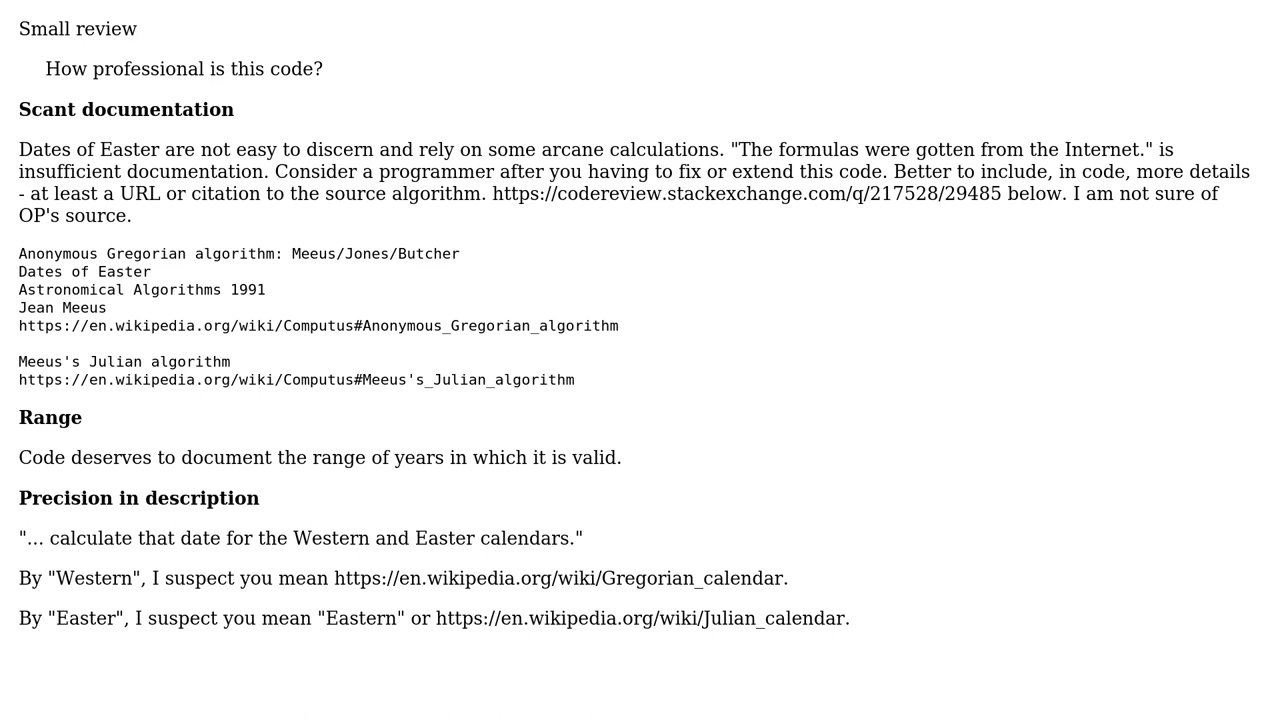 Small review
How professional is this code?
Scant documentation
Dates of Easter are not easy to discern and rely on some arcane calculations. "The formulas were gotten from the Internet." is
insufficient documentation. Consider a programmer after you having to fix or extend this code. Better to include, in code, more details
- at least a URL or citation to the source algorithm. https://codereview.stackexchange.com/q/217528/29485 below. I am not sure of
OP's source.
Anonymous Gregorian algorithm: Meeus/Jones/Butcher
Dates of Easter
Astronomical Algorithms 1991
Jean Meeus
https://en.wikipedia.org/wiki/Computus#Anonymous_Gregorian_algorithm
Meeus's Julian algorithm
https://en.wikipedia.org/wiki/Computus#Meeus's_Julian_algorithm
Range
Code deserves to document the range of years in which it is valid.
Precision in description
"... calculate that date for the Western and Easter calendars."
By "Western", I suspect you mean https://en.wikipedia.org/wiki/Gregorian_calendar.
By "Easter", I suspect you mean "Eastern" or https://en.wikipedia.org/wiki/Julian_calendar.